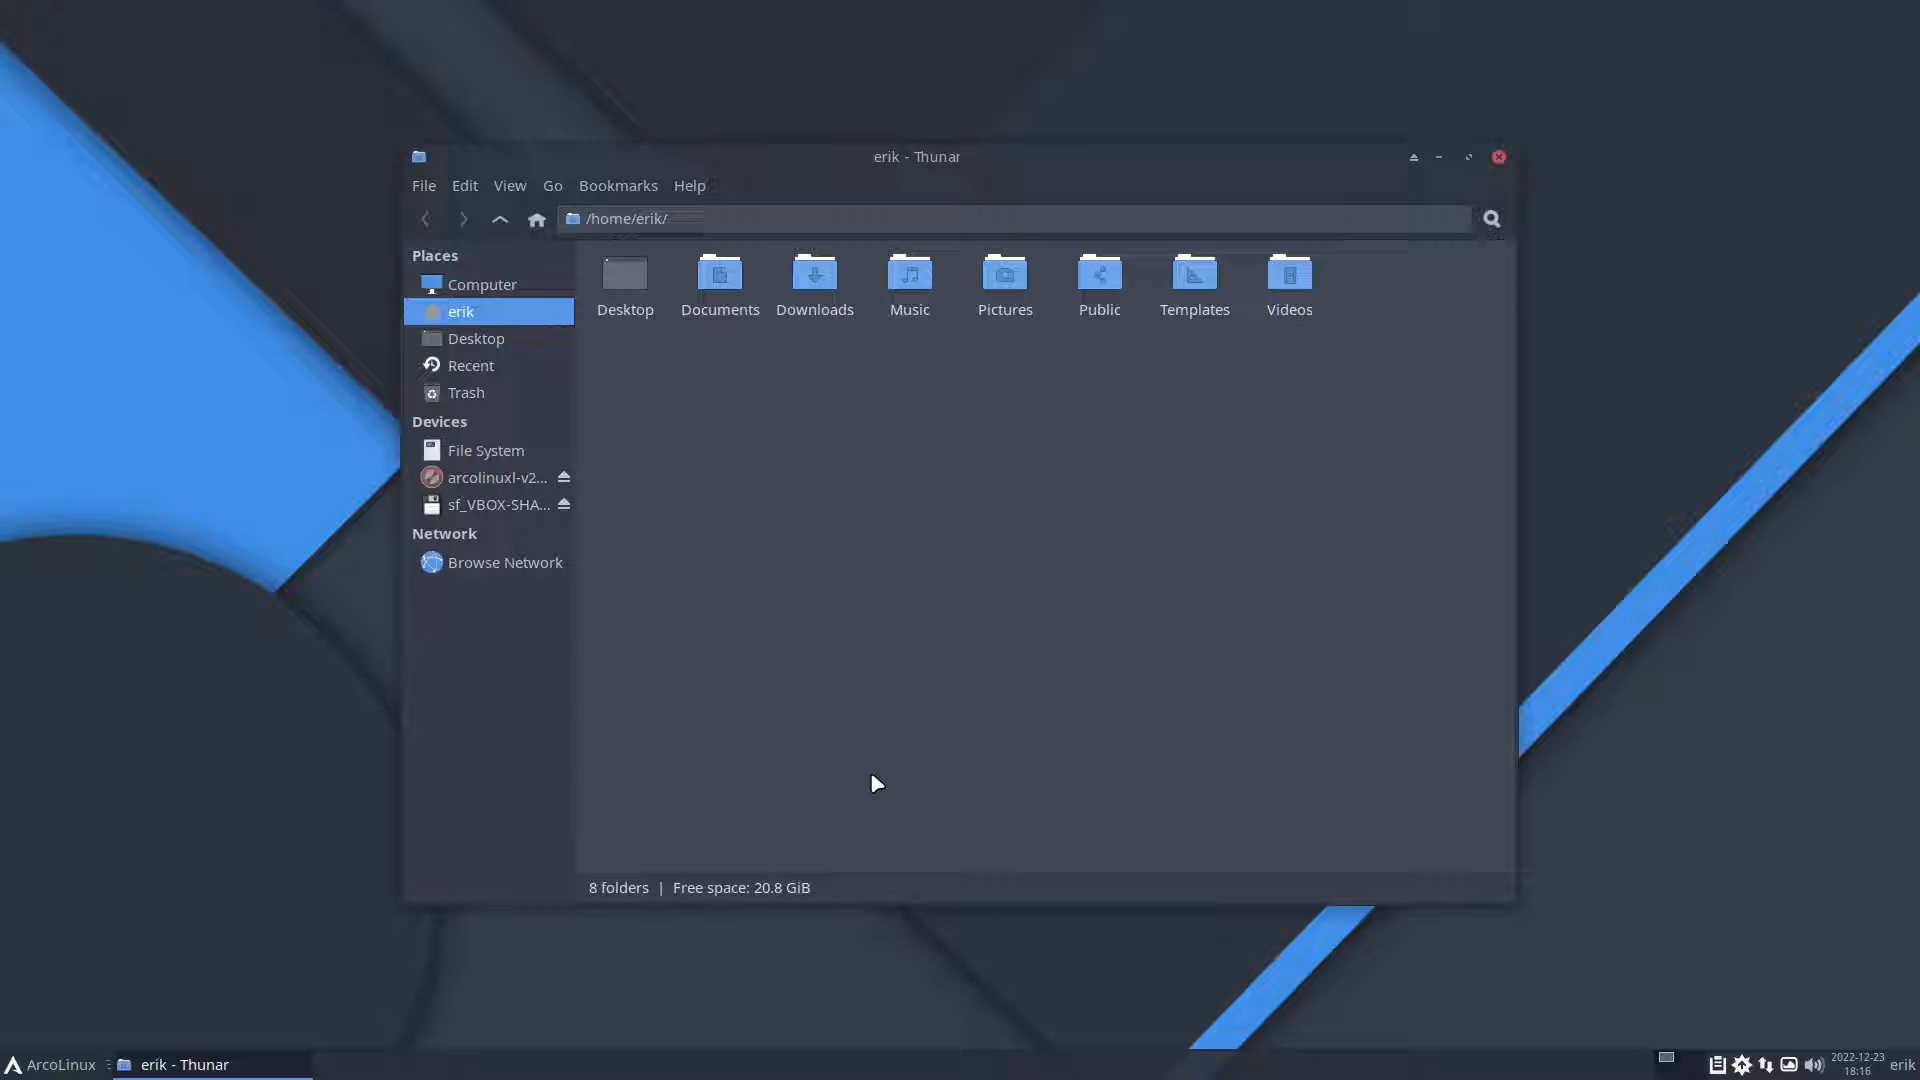 erik - Thunar
File Edit View Go Bookmarks Help
/home/erik/
Places
Computer
erik
Desktop
Recent
Trash
Devices
File System
arcolinuxl-v2...
sf_VBOX-SHA...
Network
Browse Network
Desktop Documents Downloads Music Pictures Public Templates Videos
8 folders | Free space: 20.8 GiB
ArcoLinux
erik - Thunar
2022-12-23
18:16
erik